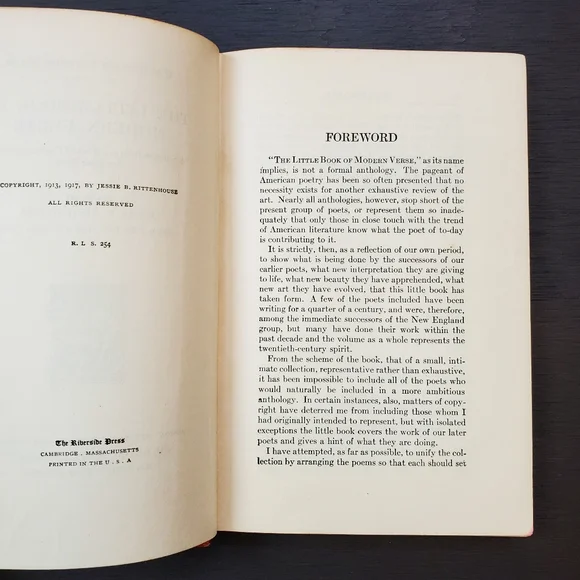 COPYRIGHT, 1913, 1917, BY JESSIE B. RITTENHOUSE
ALL RIGHTS RESERVED
R. L. S. 254
The Riverside Press
CAMBRIDGE . MASSACHUSETTS
PRINTED IN THE U. S. A
FOREWORD
"THE LITTLE BOOK OF MODERN VERSE," as its name
implies, is not a formal anthology. The pageant of
American poetry has been so often presented that no
necessity exists for another exhaustive review of the
art. Nearly all anthologies, however, stop short of the
present group of poets, or represent them so inade-
quately that only those in close touch with the trend
of American literature know what the poet of to-day
is contributing to it.
It is strictly, then, as a reflection of our own period,
to show what is being done by the successors of our
earlier poets, what new interpretation they are giving
to life, what new beauty they have apprehended, what
new art they have evolved, that this little book has
taken form. A few of the poets included have been
writing for a quarter of a century, and were, therefore,
among the immediate successors of the New England
group, but many have done their work within the
past decade and the volume as a whole represents the
twentieth-century spirit.
From the scheme of the book, that of a small, inti-
mate collection, representative rather than exhaustive,
it has been impossible to include all of the poets who
would naturally be included in a more ambitious
anthology. In certain instances, also, matters of copy-
right have deterred me from including those whom I
had originally intended to represent, but with isolated
exceptions the little book covers the work of our later
poets and gives a hint of what they are doing.
I have attempted, as far as possible, to unify the col-
lection by arranging the poems so that each should set